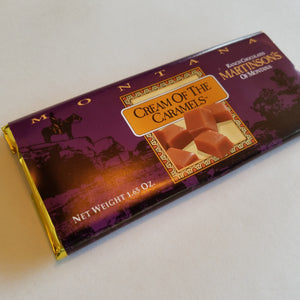 MONTANA
RANCH CHOCOLATES
MARTINSON'S
OF MONTANA
CREAM OF THE
CARAMELS
NET WEIGHT 1.65 OZ.